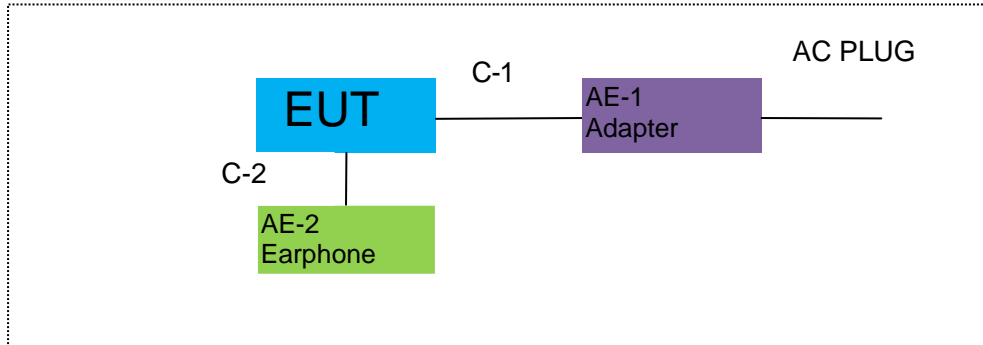 AC PLUG
C-1
EUT
AE-1
Adapter
C-2
AE-2
Earphone